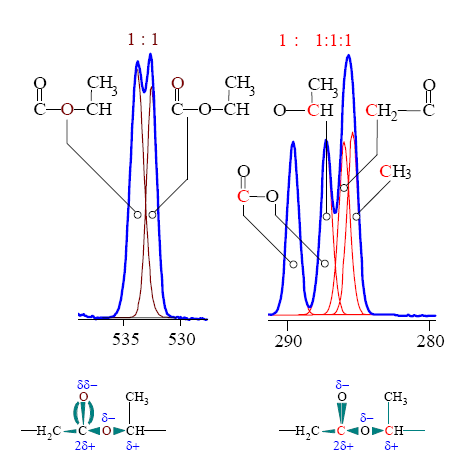 1 : 1
1 :   1:1:1
O
CH3
C
O
CH
O
CH3
C
O
CH
CH3
O
CH
CH2
O
C
CH3
O
C
O
535
530
290
280
δδ−
O
CH3
δ−
H2C
C
O
CH
2δ+
δ+
δ−
O
CH3
δ−
H2C
C
O
CH
2δ+
δ+